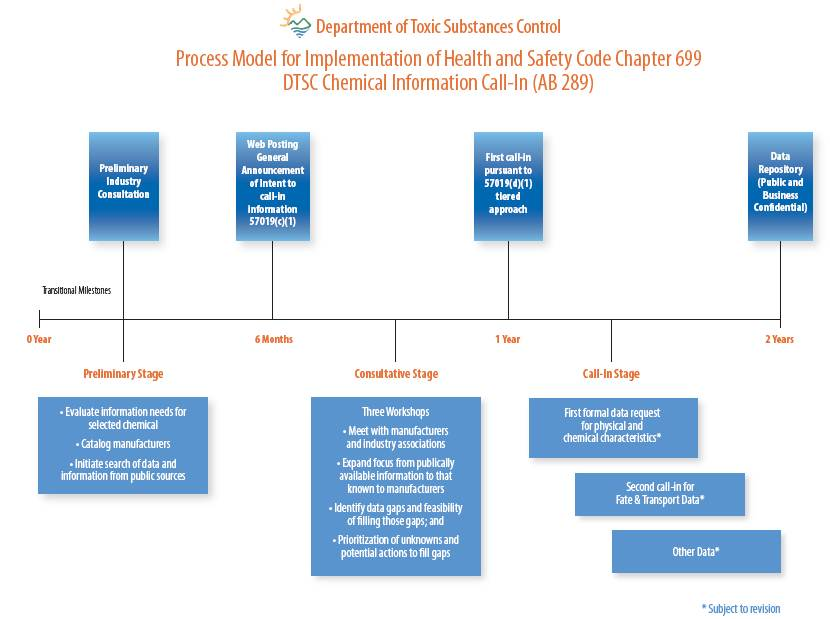 Department of Toxic Substances Control
Process Model for Implementation of Health and Safety Code Chapter 699
DTSC Chemical Information Call-In (AB 289)
Preliminary
Industry
Consultation
Web Posting
General
Announcement
of intent to
call-in
information
57019(c)(1)
First call-in
pursuant to
57019(d)(1)
tiered
approach
Data
Repository
(Public and
Business
Confidential)
Transitional Milestones
0 Year
6 Months
1 Year
2 Years
Preliminary Stage
• Evaluate information needs for
selected chemical
• Catalog manufacturers
• Initiate search of data and
information from public sources
Consultative Stage
Three Workshops
• Meet with manufacturers
and industry associations
• Expand focus from publically
available information to that
known to manufacturers
• Identify data gaps and feasibility
of filling those gaps; and
• Prioritization of unknowns and
potential actions to fill gaps
Call-In Stage
First formal data request
for physical and
chemical characteristics*
Second call-in for
Fate & Transport Data*
Other Data*
* Subject to revision